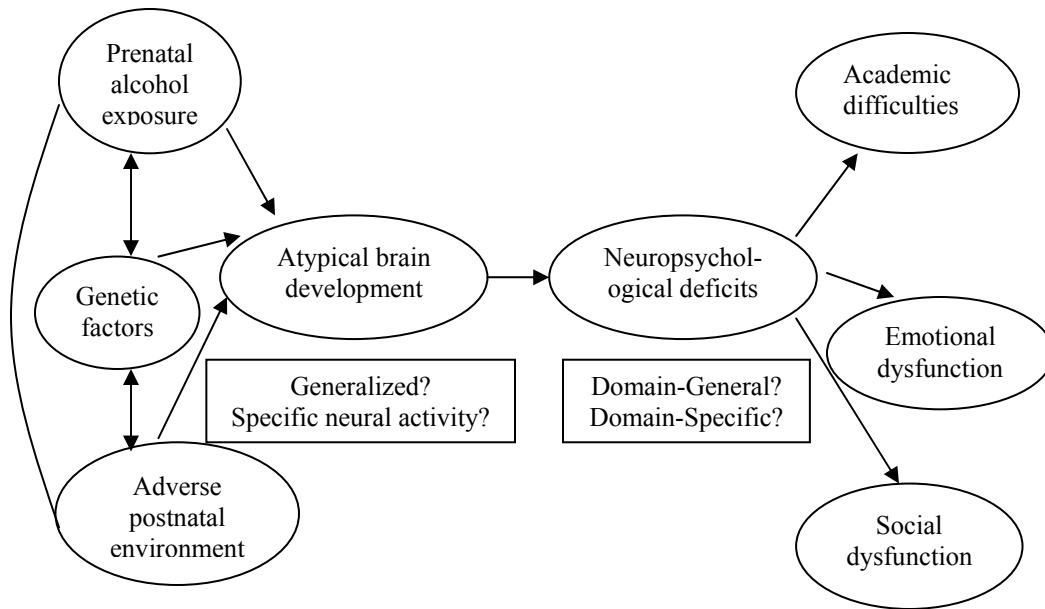 Prenatal
alcohol
exposure
Academic
difficulties
Atypical brain
development
Neuropsychol-
ogical deficits
Genetic
factors
Emotional
dysfunction
Generalized?
Specific neural activity?
Domain-General?
Domain-Specific?
Adverse
postnatal
environment
Social
dysfunction